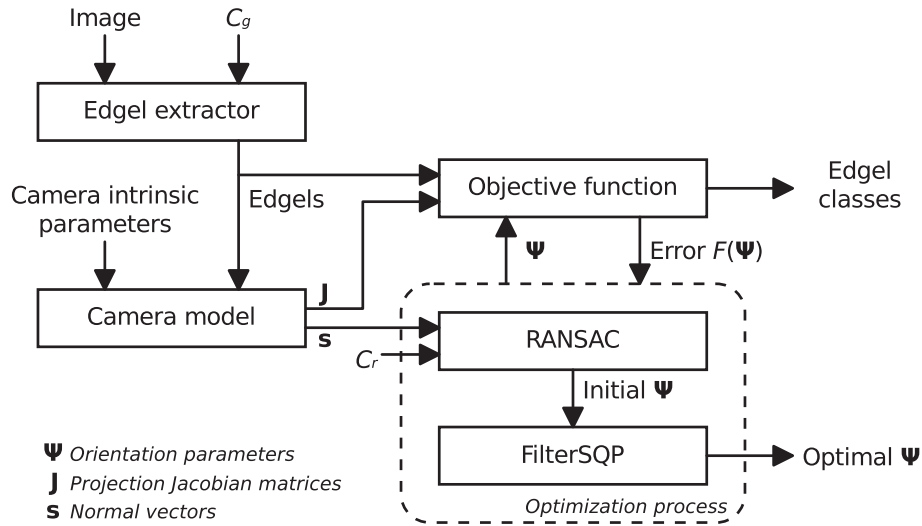 Image
C_g
Edgel extractor
Camera intrinsic
parameters
Edgels
Objective function
Edgel
classes
Ψ
Error F(Ψ)
Camera model
J
s
C_r
RANSAC
Initial Ψ
FilterSQP
Optimal Ψ
Optimization process
Ψ Orientation parameters
J Projection Jacobian matrices
s Normal vectors